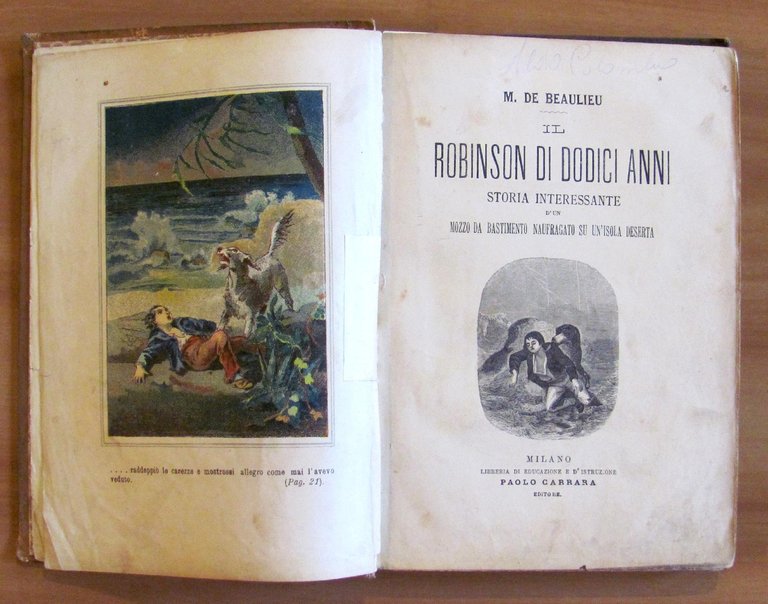 .... raddeppiò le carezze e mostrossi allegro come mai l'avevo
veduto. (Pag. 21).
M. DE BEAULIEU
IL
ROBINSON DI DODICI ANNI
STORIA INTERESSANTE
D'UN
MOZZO DA BASTIMENTO NAUFRAGATO SU UN'ISOLA DESERTA
MILANO
LIBRERIA DI EDUCAZIONE E D'ISTRUZIONE
PAOLO CARRARA
EDITORE.